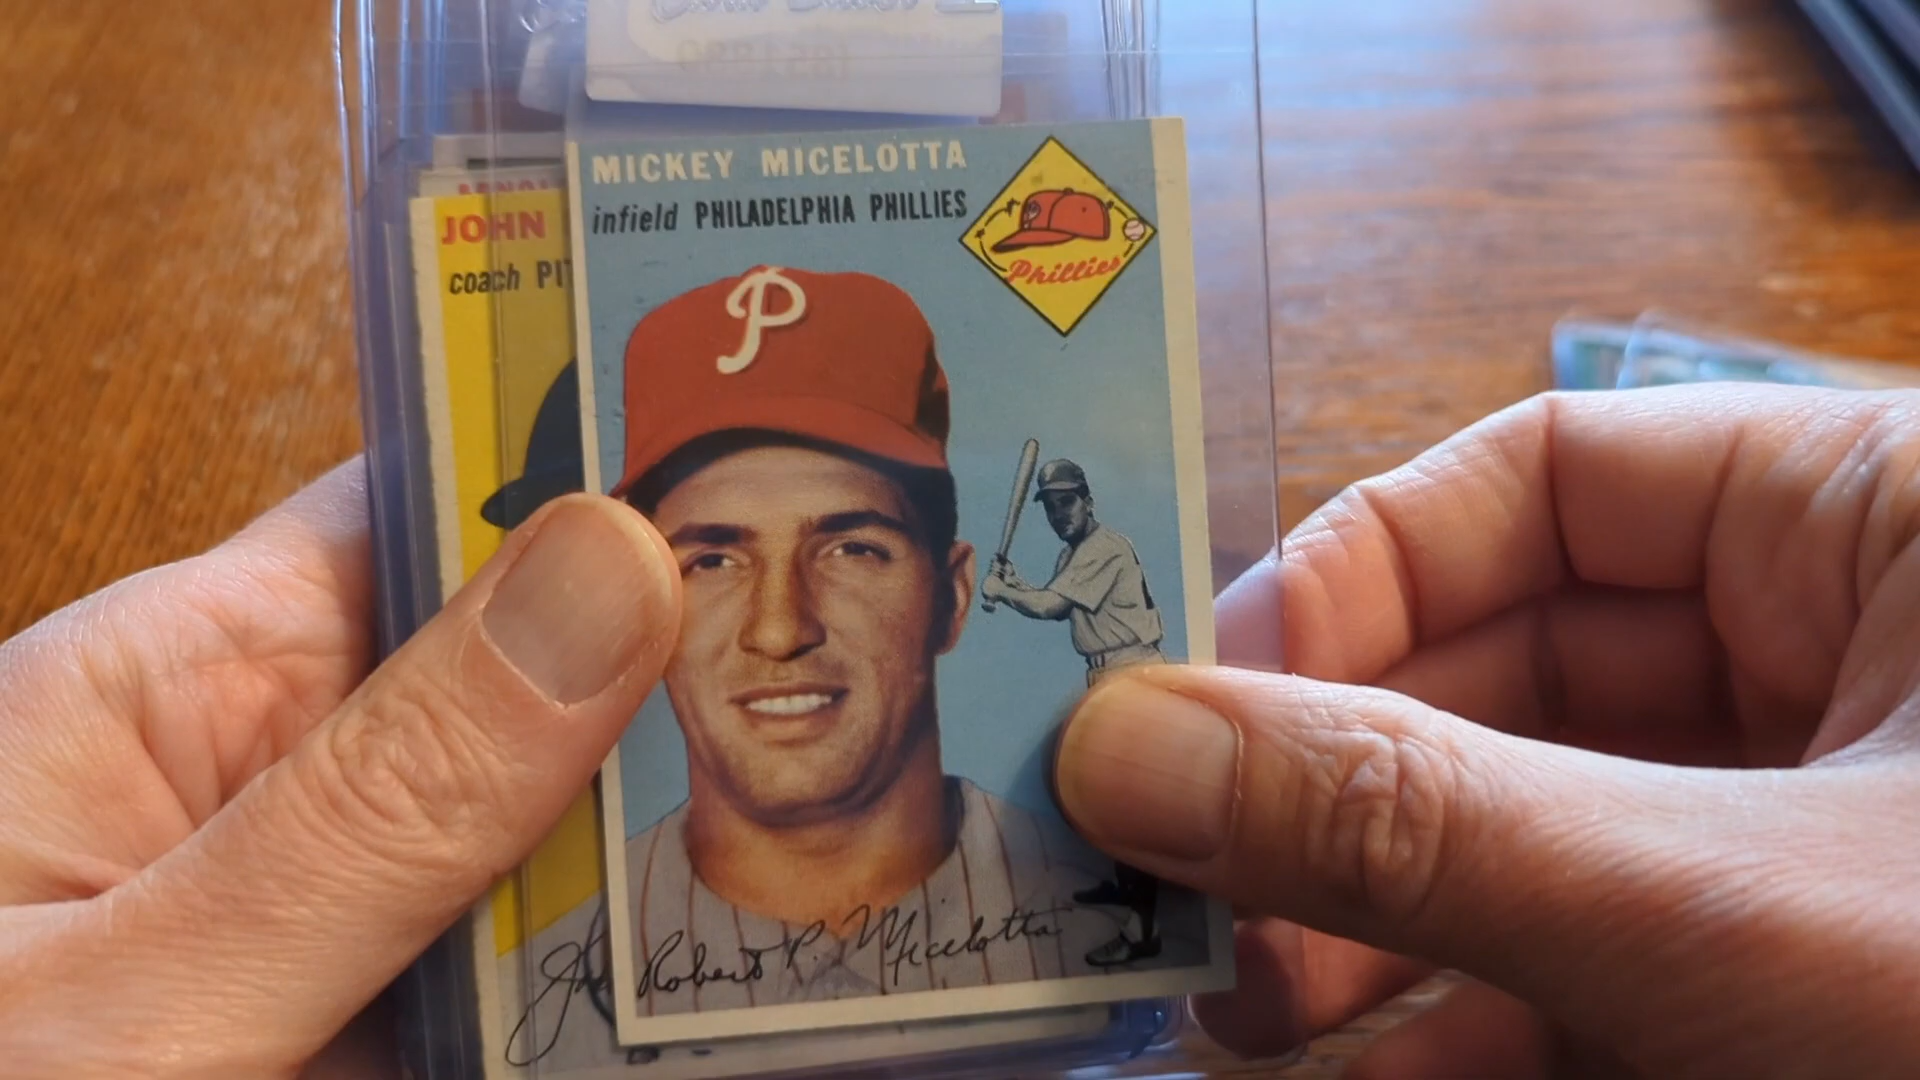 MICKEY MICELOTTA
infield PHILADELPHIA PHILLIES
P
Phillies
JOHN
coach PIT
Robert P. Micelotta